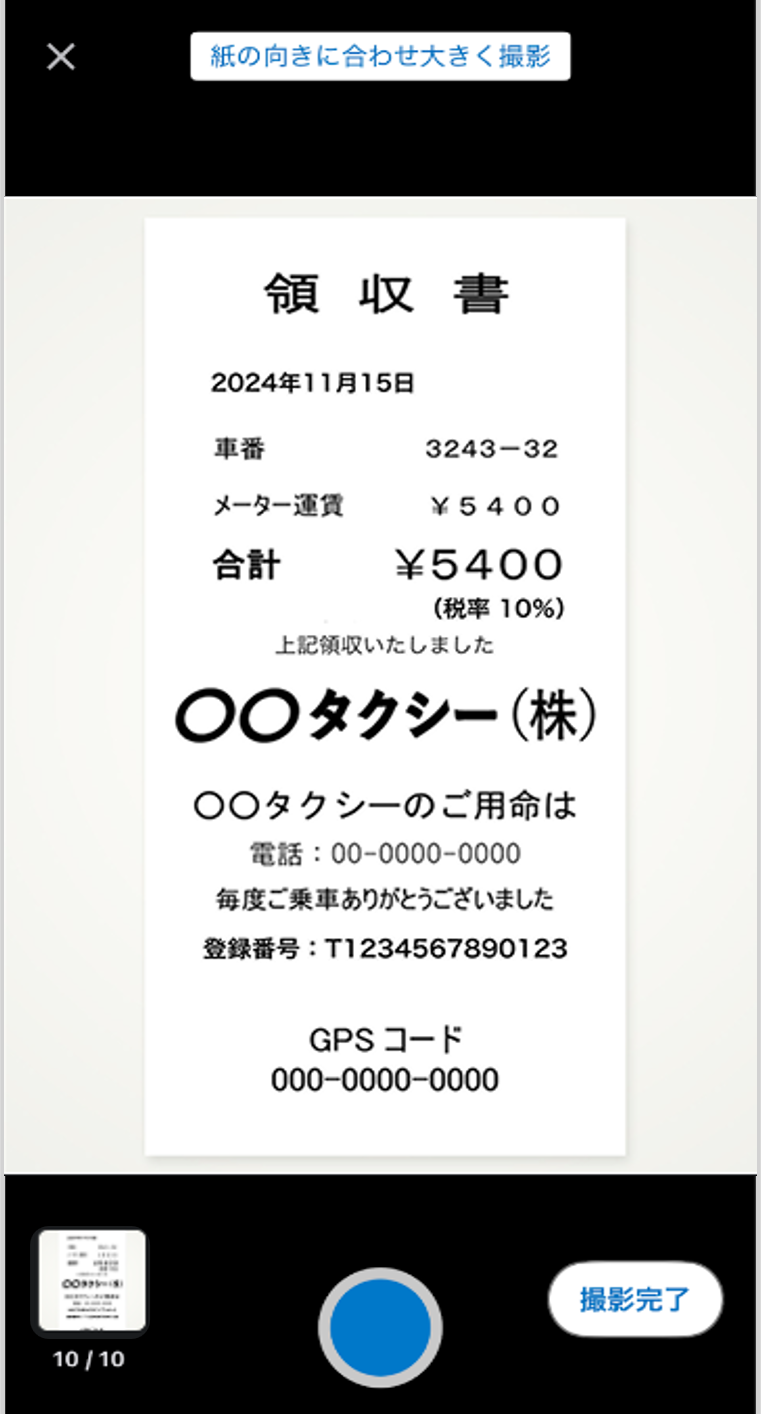 紙の向きに合わせ大きく撮影
領収書
2024年11月15日
車番 3243−32
メーター運賃 ￥5400
合計 ￥5400
(税率 10%)
上記領収いたしました
〇〇タクシー(株)
〇〇タクシーのご用命は
電話：00-0000-0000
毎度ご乗車ありがとうございました
登録番号：T1234567890123
GPS コード
000-0000-0000
撮影完了
10 / 10